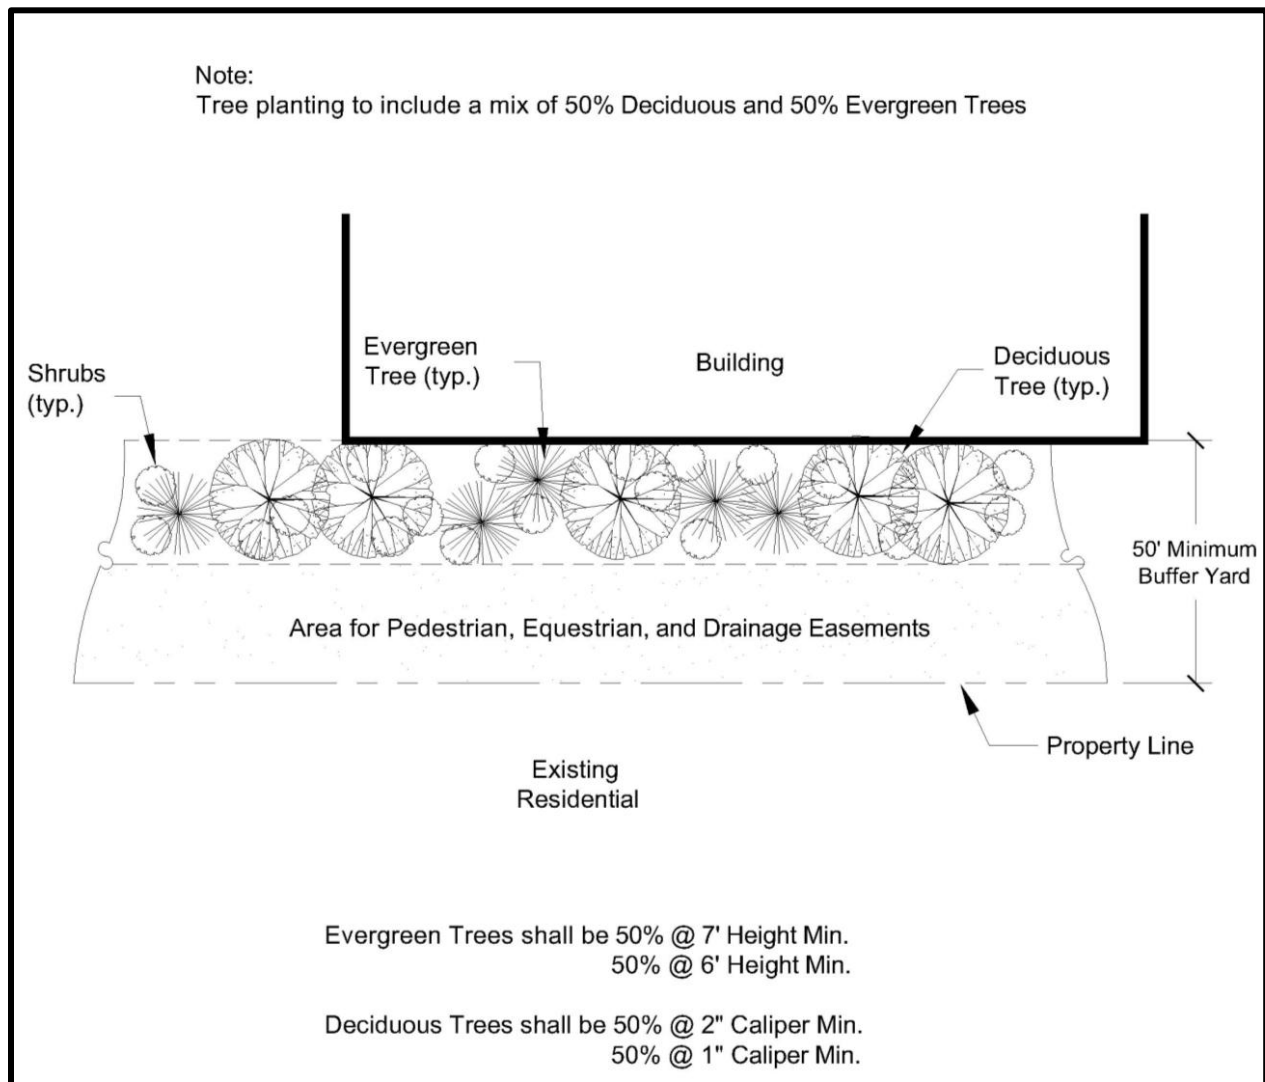 Note:
Tree planting to include a mix of 50% Deciduous and 50% Evergreen Trees
Evergreen
Tree (typ.)
Building
Deciduous
Tree (typ.)
Shrubs
(typ.)
50' Minimum
Buffer Yard
Area for Pedestrian, Equestrian, and Drainage Easements
Property Line
Existing
Residential
Evergreen Trees shall be 50% @ 7' Height Min.
50% @ 6' Height Min.
Deciduous Trees shall be 50% @ 2" Caliper Min.
50% @ 1" Caliper Min.